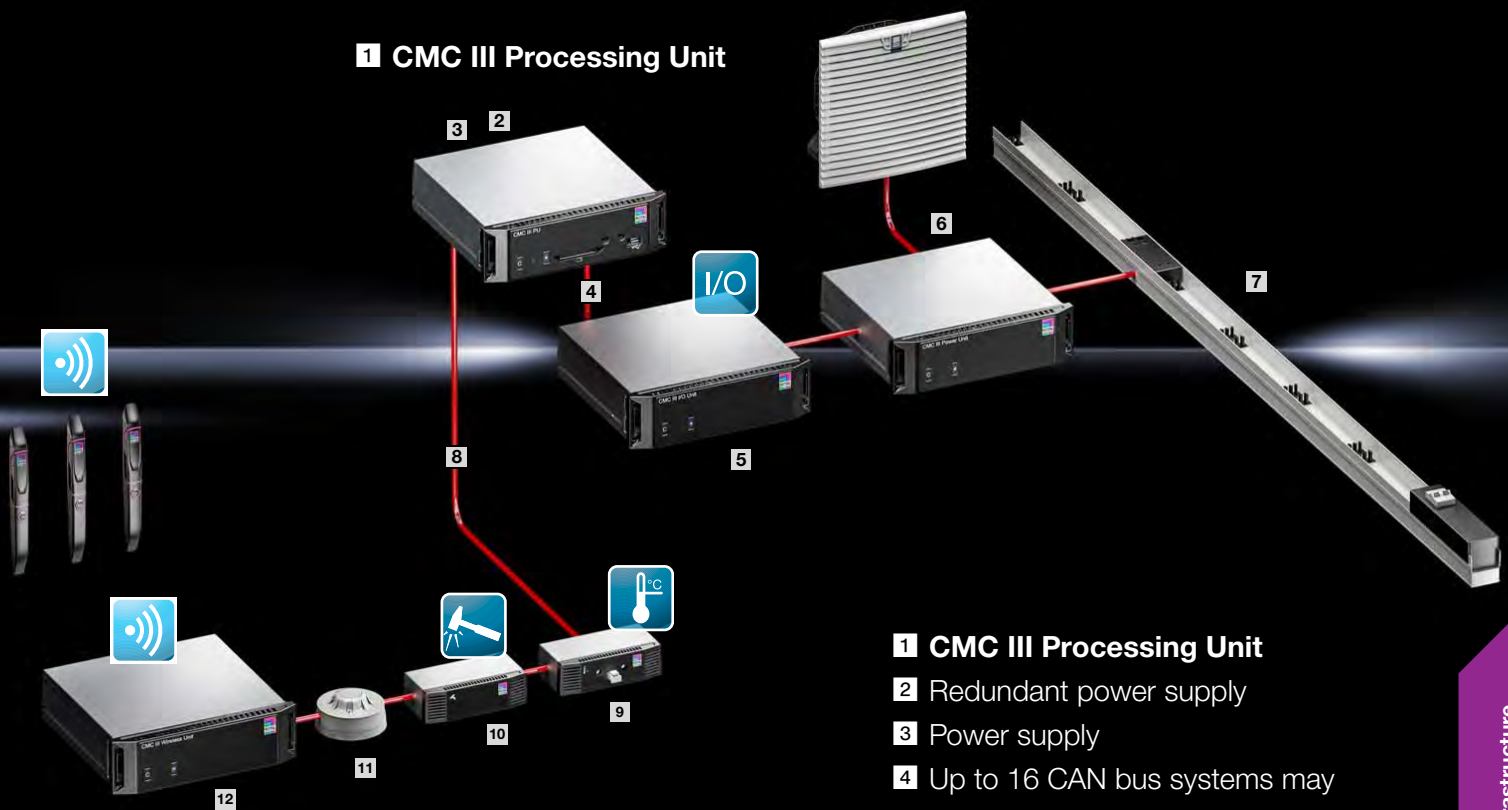 1 CMC III Processing Unit
3
2
CMC III PU
4
I/O
6
CMC III Power Unit
7
CMC III I/O Unit
5
8
°C
9
10
11
CMC III Wireless Unit
12
1 CMC III Processing Unit
2 Redundant power supply
3 Power supply
4 Up to 16 CAN bus systems may